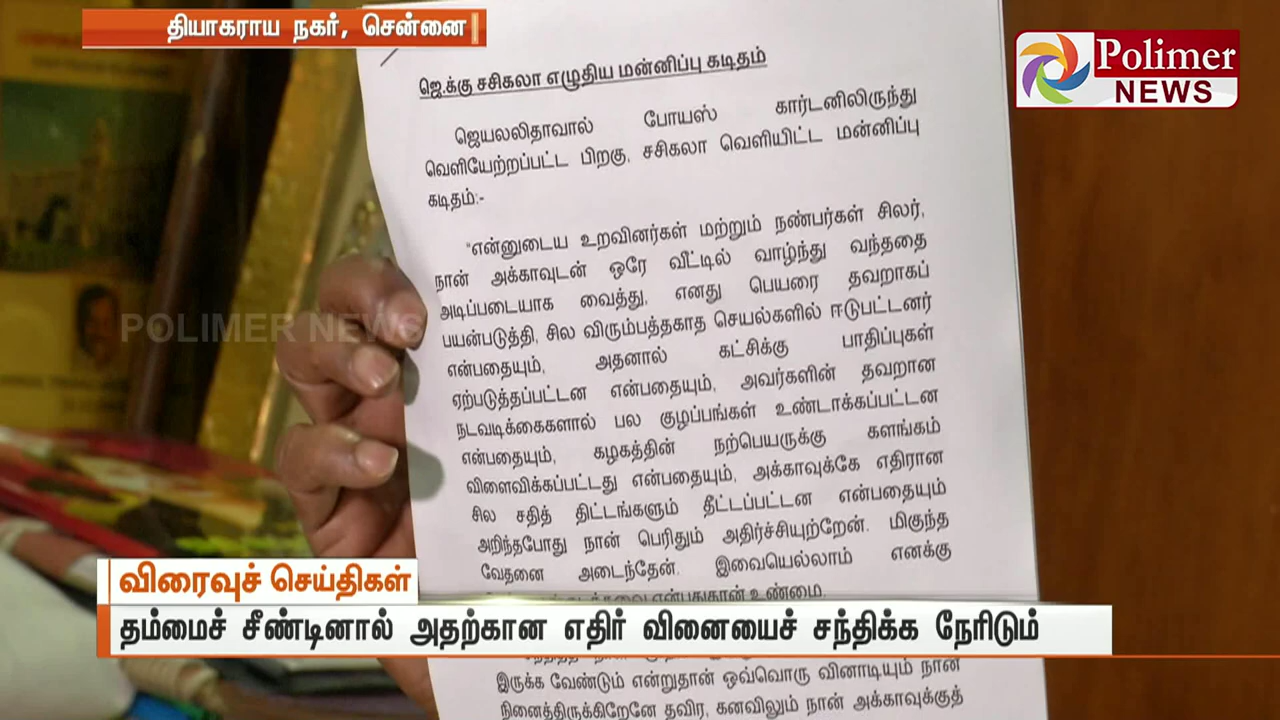 தியாகராய நகர், சென்னை
Polimer
NEWS
ஜெ.க்கு சசிகலா எழுதிய மன்னிப்பு கடிதம்
ஜெயலலிதாவால் போயஸ் கார்டனிலிருந்து
வெளியேற்றப்பட்ட பிறகு, சசிகலா வெளியிட்ட மன்னிப்பு
கடிதம்:-
"என்னுடைய உறவினர்கள் மற்றும் நண்பர்கள் சிலர்,
நான் அக்காவுடன் ஒரே வீட்டில் வாழ்ந்து வந்ததை
அடிப்படையாக வைத்து, எனது பெயரை தவறாகப்
பயன்படுத்தி, சில விரும்பத்தகாத செயல்களில் ஈடுபட்டனர்
என்பதையும், அதனால் கட்சிக்கு பாதிப்புகள்
ஏற்படுத்தப்பட்டன என்பதையும், அவர்களின் தவறான
நடவடிக்கைகளால் பல குழப்பங்கள் உண்டாக்கப்பட்டன
என்பதையும், கழகத்தின் நற்பெயருக்கு களங்கம்
விளைவிக்கப்பட்டது என்பதையும், அக்காவுக்கே எதிரான
சில சதித் திட்டங்களும் தீட்டப்பட்டன என்பதையும்
அறிந்தபோது நான் பெரிதும் அதிர்ச்சியுற்றேன். மிகுந்த
வேதனை அடைந்தேன். இவையெல்லாம் எனக்கு
என்பதுதான் உண்மை.
இருக்க வேண்டும் என்றுதான் ஒவ்வொரு வினாடியும் நான்
நினைத்திருக்கிறேனே தவிர, கனவிலும் நான் அக்காவுக்குத்
POLIMER NEWS
விரைவுச் செய்திகள்
தம்மைச் சீண்டினால் அதற்கான எதிர் வினையைச் சந்திக்க நேரிடும்